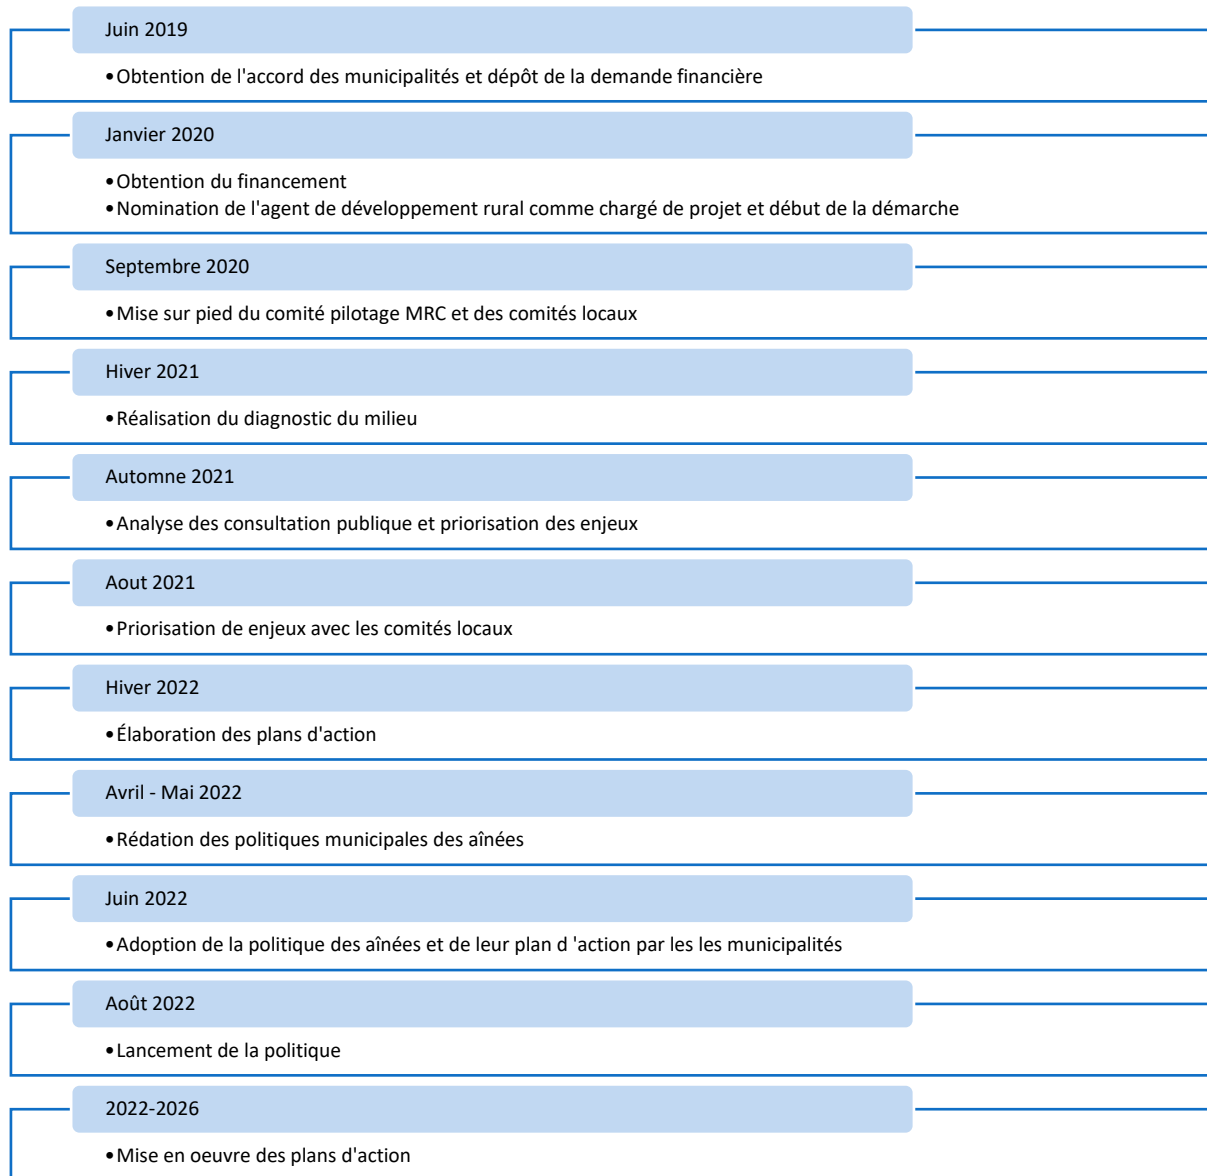 Juin 2019
•Obtention de l'accord des municipalités et dépôt de la demande financière
Janvier 2020
•Obtention du financement
•Nomination de l'agent de développement rural comme chargé de projet et début de la démarche
Septembre 2020
•Mise sur pied du comité pilotage MRC et des comités locaux
Hiver 2021
•Réalisation du diagnostic du milieu
Automne 2021
•Analyse des consultation publique et priorisation des enjeux
Aout 2021
•Priorisation de enjeux avec les comités locaux
Hiver 2022
•Élaboration des plans d'action
Avril - Mai 2022
•Rédation des politiques municipales des aînées
Juin 2022
•Adoption de la politique des aînées et de leur plan d 'action par les les municipalités
Août 2022
•Lancement de la politique
2022-2026
•Mise en oeuvre des plans d'action